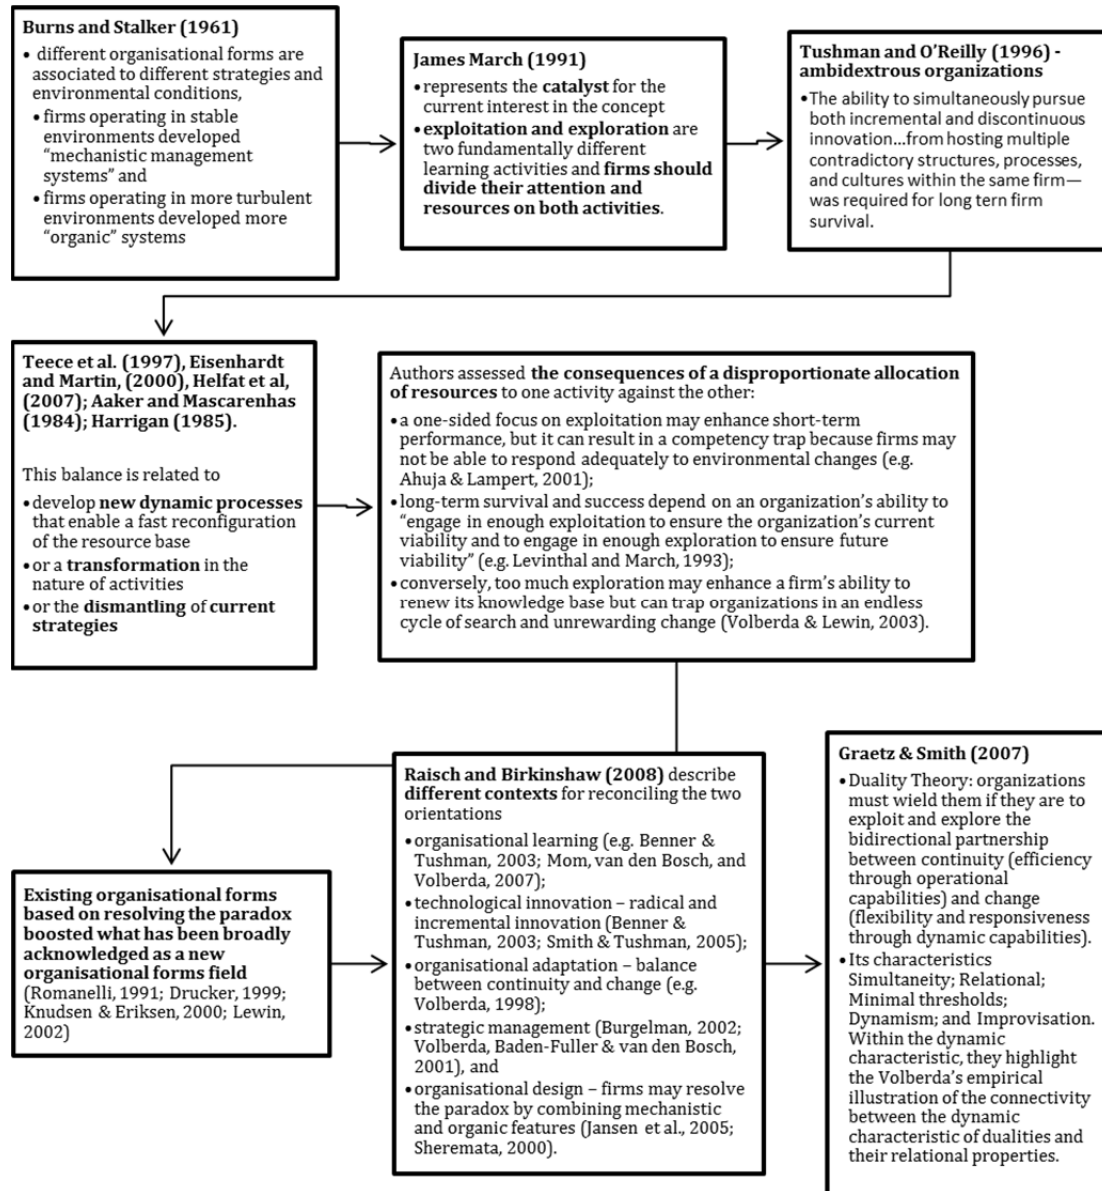 Burns and Stalker (1961)
• different organisational forms are
associated to different strategies and
environmental conditions,
• firms operating in stable
environments developed
“mechanistic management
systems” and
• firms operating in more turbulent
environments developed more
“organic” systems
James March (1991)
•represents the catalyst for the
current interest in the concept
•exploitation and exploration are
two fundamentally different
learning activities and firms should
divide their attention and
resources on both activities.
Tushman and O’Reilly (1996) -
ambidextrous organizations
•The ability to simultaneously pursue
both incremental and discontinuous
innovation...from hosting multiple
contradictory structures, processes,
and cultures within the same firm—
was required for long tern firm
survival.
Teece et al. (1997), Eisenhardt
and Martin, (2000), Helfat et al,
(2007); Aaker and Mascarenhas
(1984); Harrigan (1985).
This balance is related to
•develop new dynamic processes
that enable a fast reconfiguration
of the resource base
•or a transformation in the
nature of activities
•or the dismantling of current
strategies
Authors assessed the consequences of a disproportionate allocation
of resources to one activity against the other:
•a one-sided focus on exploitation may enhance short-term
performance, but it can result in a competency trap because firms may
not be able to respond adequately to environmental changes (e.g.
Ahuja & Lampert, 2001);
•long-term survival and success depend on an organization’s ability to
“engage in enough exploitation to ensure the organization’s current
viability and to engage in enough exploration to ensure future
viability” (e.g. Levinthal and March, 1993);
•conversely, too much exploration may enhance a firm’s ability to
renew its knowledge base but can trap organizations in an endless
cycle of search and unrewarding change (Volberda & Lewin, 2003).
Existing organisational forms
based on resolving the paradox
boosted what has been broadly
acknowledged as a new
organisational forms field
(Romanelli, 1991; Drucker, 1999;
Knudsen & Eriksen, 2000; Lewin,
2002)
Raisch and Birkinshaw (2008) describe
different contexts for reconciling the two
orientations
•organisational learning (e.g. Benner &
Tushman, 2003; Mom, van den Bosch, and
Volberda, 2007);
•technological innovation – radical and
incremental innovation (Benner &
Tushman, 2003; Smith & Tushman, 2005);
•organisational adaptation – balance
between continuity and change (e.g.
Volberda, 1998);
•strategic management (Burgelman, 2002;
Volberda, Baden-Fuller & van den Bosch,
2001), and
•organisational design – firms may resolve
the paradox by combining mechanistic
and organic features (Jansen et al., 2005;
Sheremata, 2000).
Graetz & Smith (2007)
•Duality Theory: organizations
must wield them if they are to
exploit and explore the
bidirectional partnership
between continuity (efficiency
through operational
capabilities) and change
(flexibility and responsiveness
through dynamic capabilities).
•Its characteristics
Simultaneity; Relational;
Minimal thresholds;
Dynamism; and Improvisation.
Within the dynamic
characteristic, they highlight
the Volberda’s empirical
illustration of the connectivity
between the dynamic
characteristic of dualities and
their relational properties.